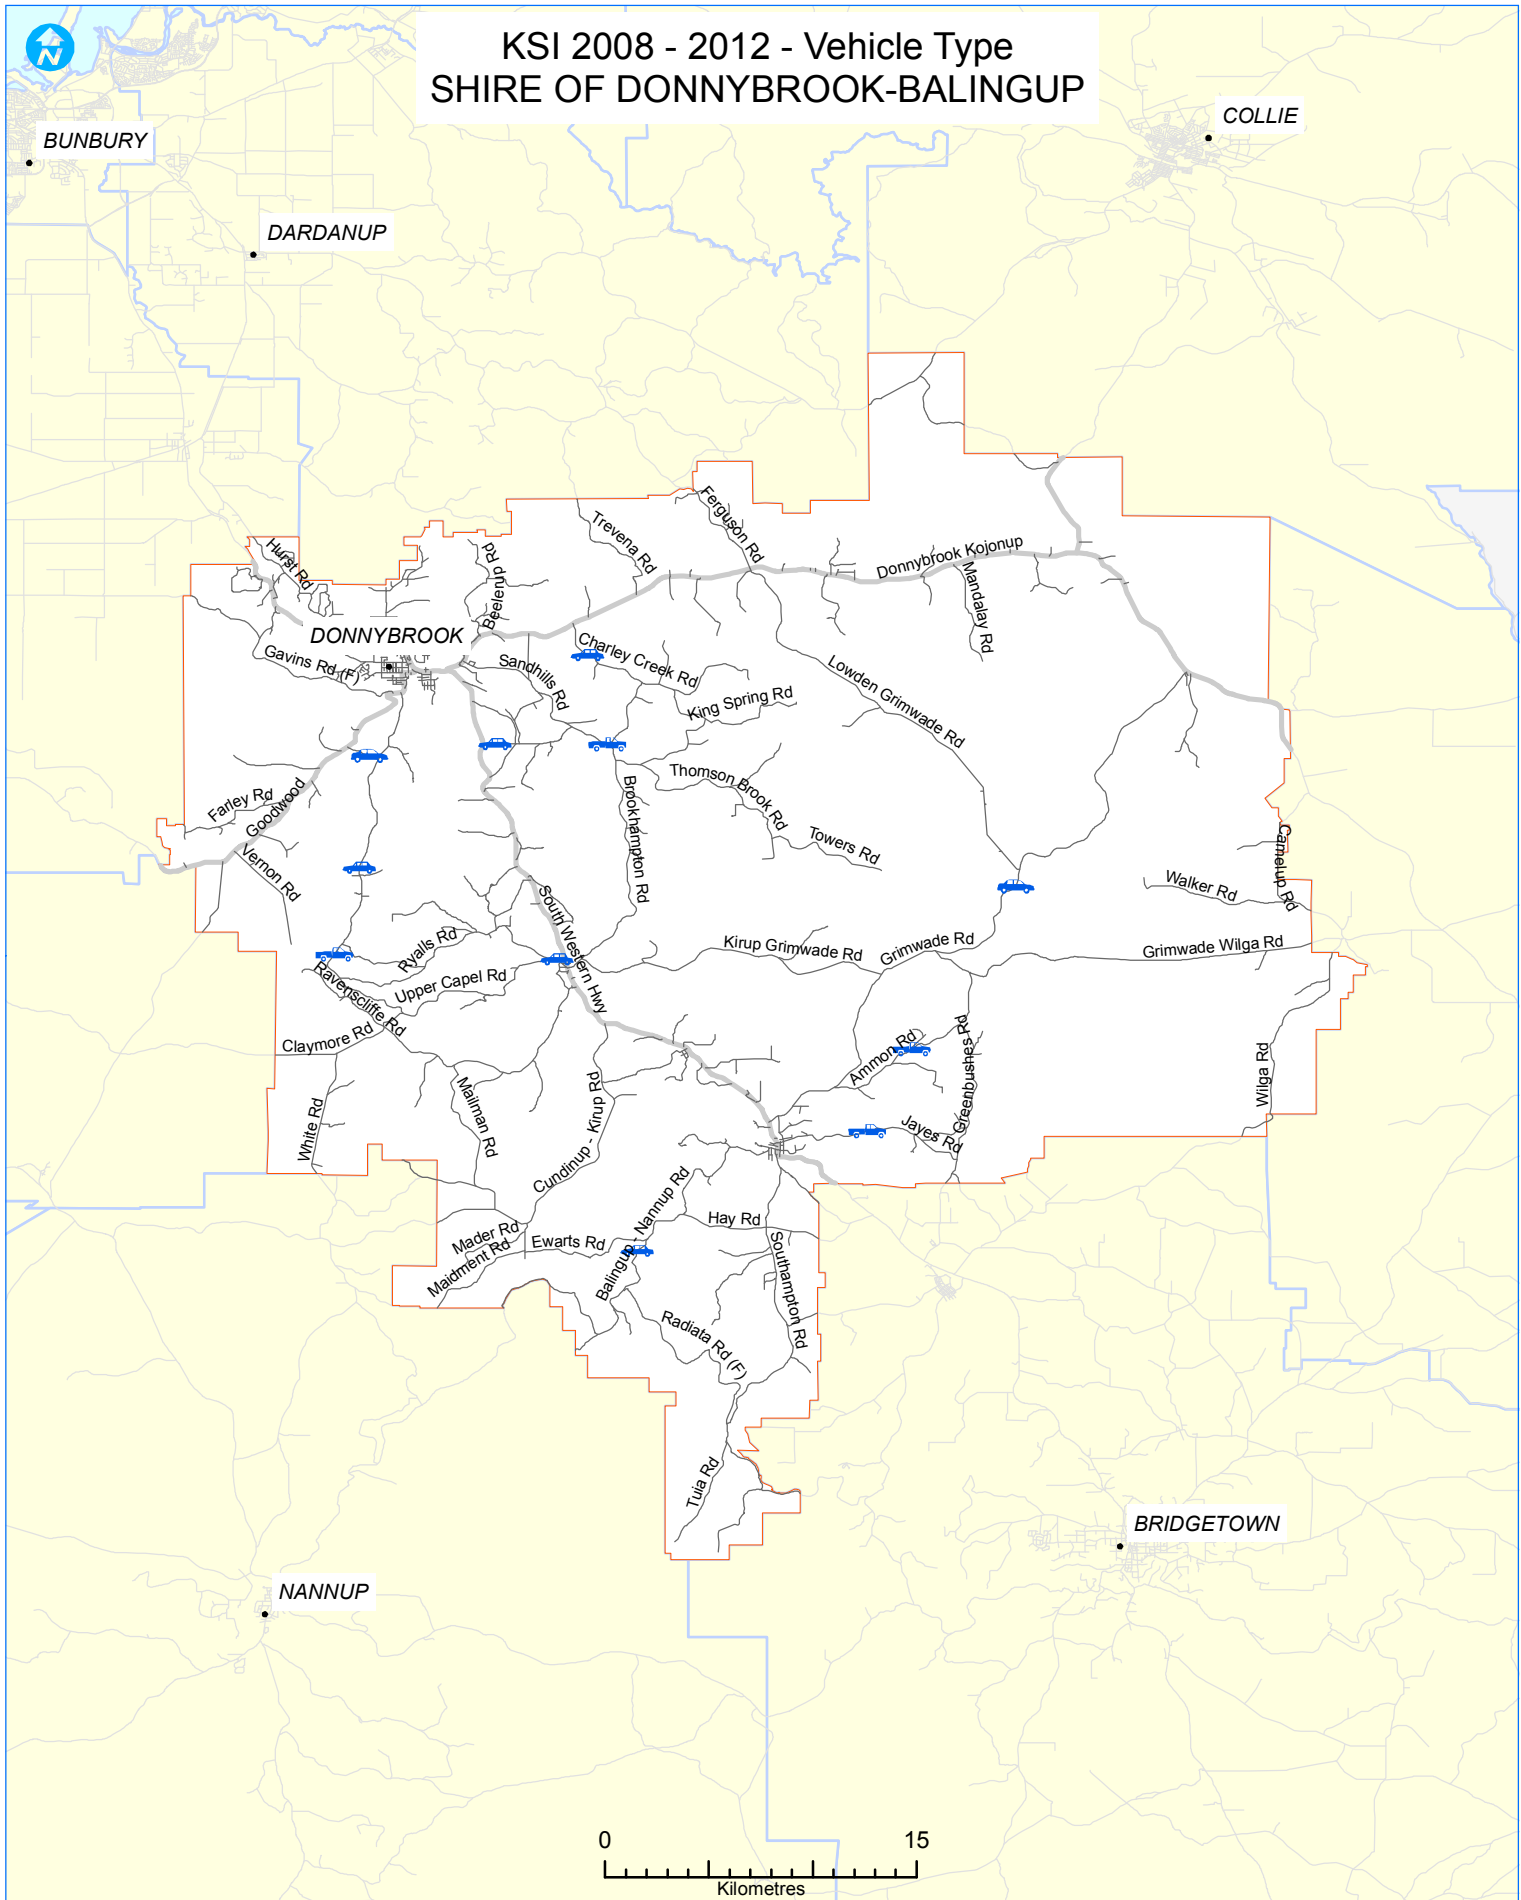 KSI 2008 - 2012 - Vehicle Type
SHIRE OF DONNYBROOK-BALINGUP
N
COLLIE
BUNBURY
DARDANUP
Ferguson Rd
Trevena Rd
Hurst Rd
Beelerup Rd
Donnybrook Kojonup
Mandalay Rd
DONNYBROOK
Gavins Rd (F)
Charley Creek Rd
Sandhills Rd
King Spring Rd
Lowden Grimwade Rd
Thomson Brook Rd
Farley Rd
Goodwood
Brookhampton Rd
Towers Rd
Vernon Rd
Camelup Rd
Walker Rd
South Western Hwy
Ryalls Rd
Kirup Grimwade Rd
Grimwade Rd
Grimwade Wilga Rd
Ravenscliffe Rd
Upper Capel Rd
Claymore Rd
Ammon Rd
Greenbushes Rd
Wilga Rd
White Rd
Mailman Rd
Cundinup - Kirup Rd
Jayes Rd
Balingup - Nannup Rd
Hay Rd
Mader Rd
Ewarts Rd
Maidment Rd
Southampton Rd
Radiata Rd (F)
Tuia Rd
BRIDGETOWN
NANNUP
0 15
Kilometres